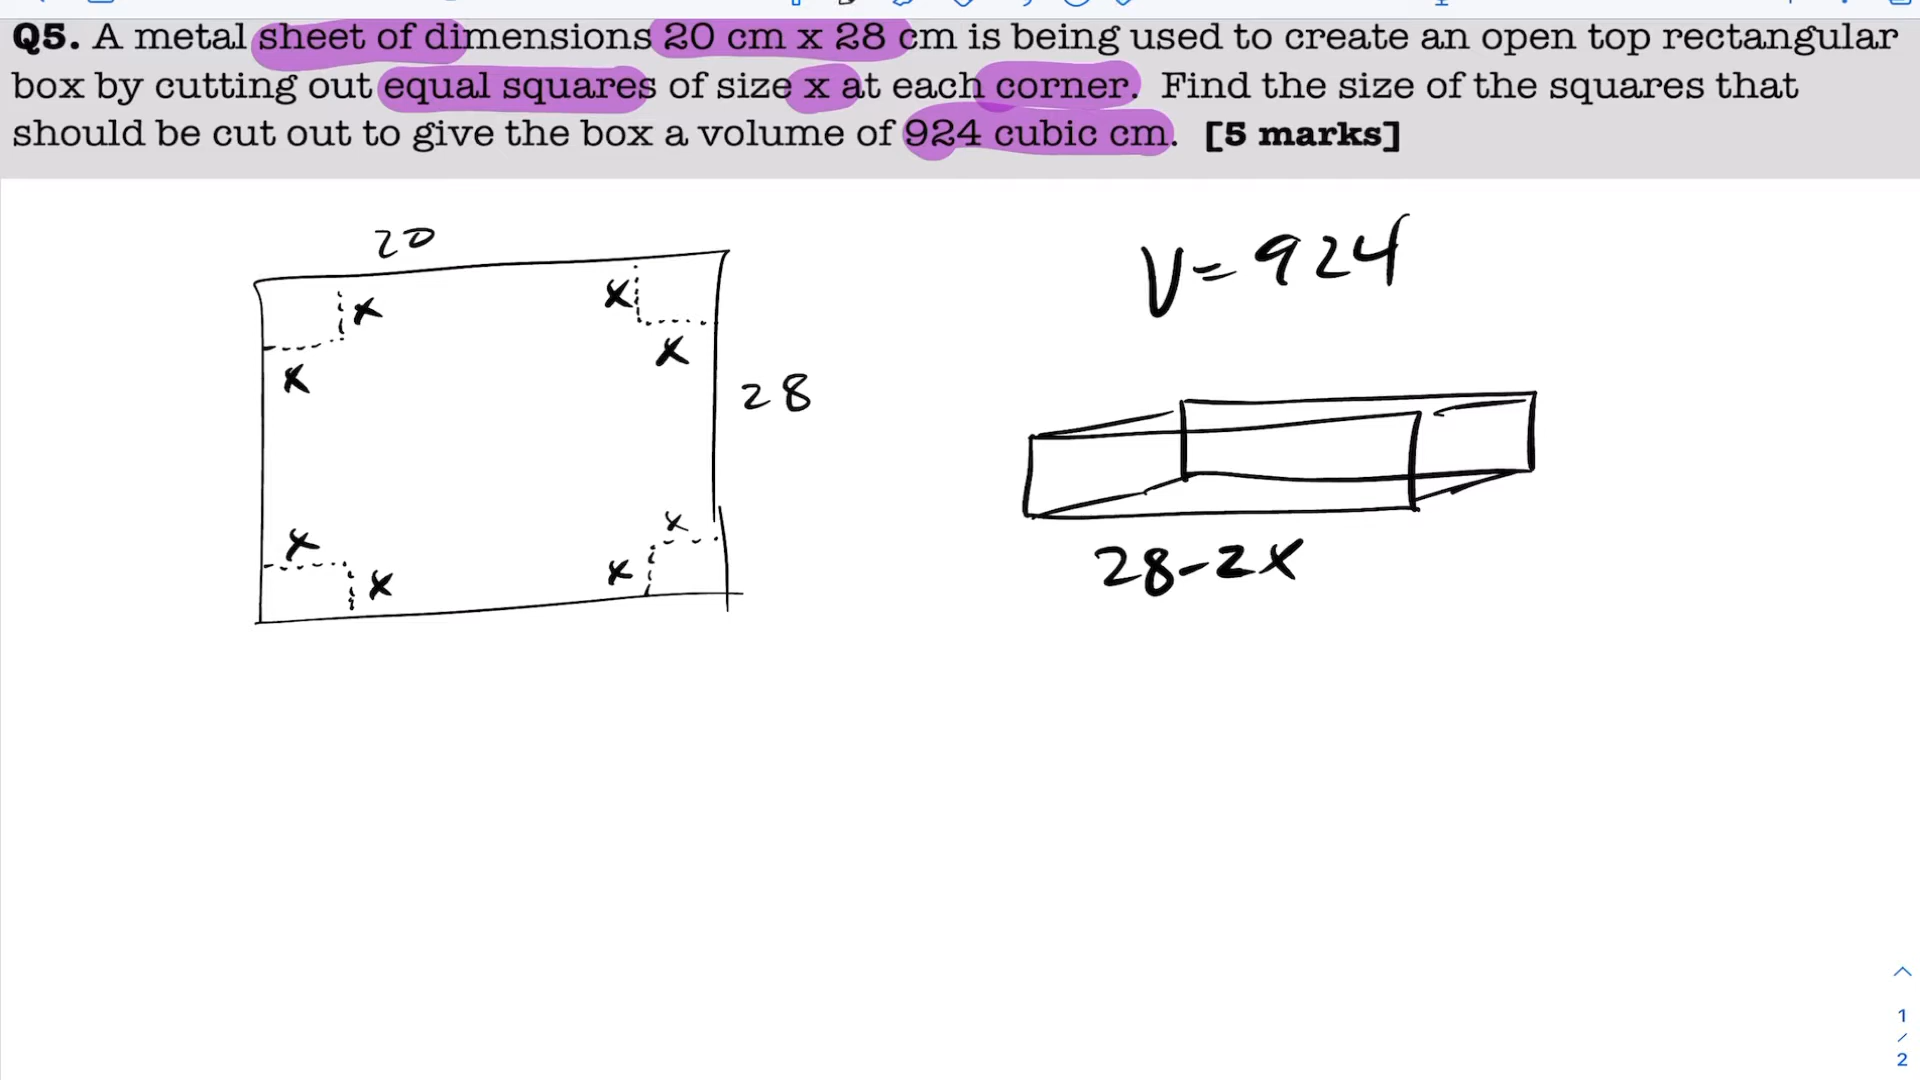 Q5. A metal sheet of dimensions 20 cm x 28 cm is being used to create an open top rectangular
box by cutting out equal squares of size x at each corner.  Find the size of the squares that
should be cut out to give the box a volume of 924 cubic cm.  [5 marks]
20
V = 924
x
x
x
x
28
28-2x
x
x
x
x
1
/
2